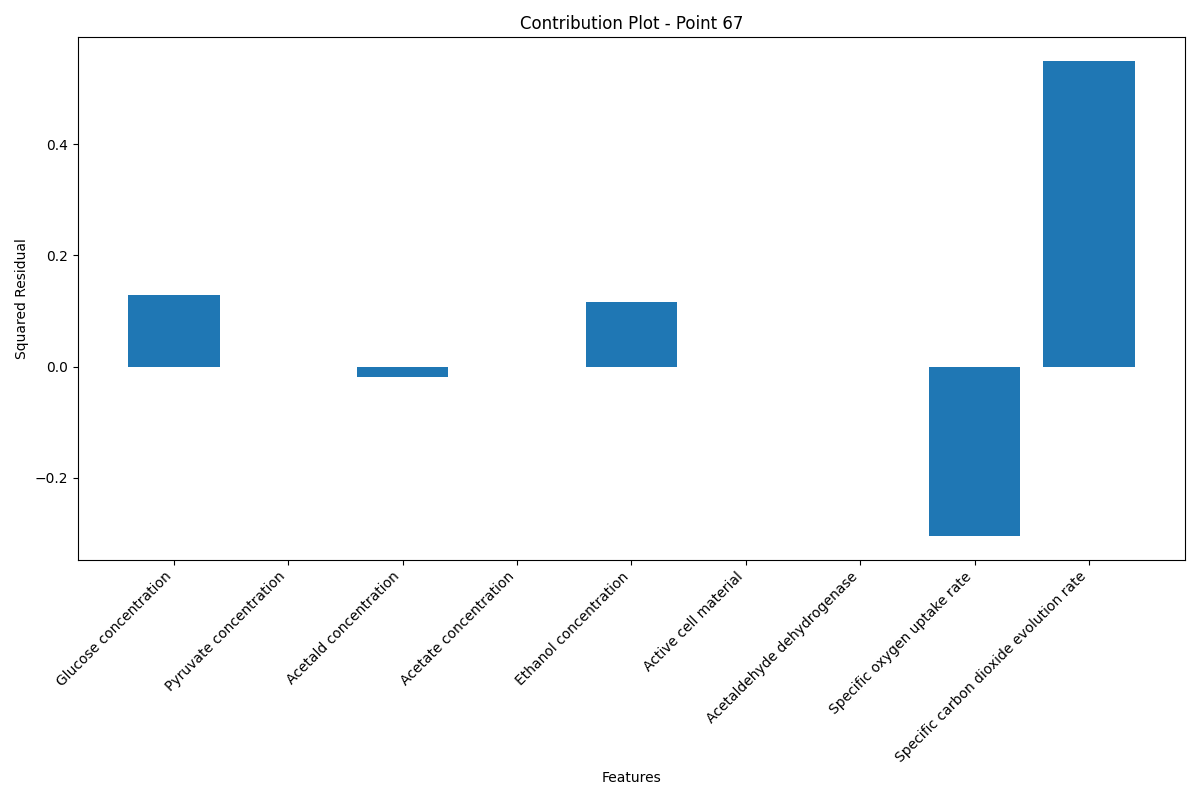 Contribution Plot - Point 67
Squared Residual
0.4
0.2
0.0
−0.2
Glucose concentration
Pyruvate concentration
Acetald concentration
Acetate concentration
Ethanol concentration
Active cell material
Acetaldehyde dehydrogenase
Specific oxygen uptake rate
Specific carbon dioxide evolution rate
Features